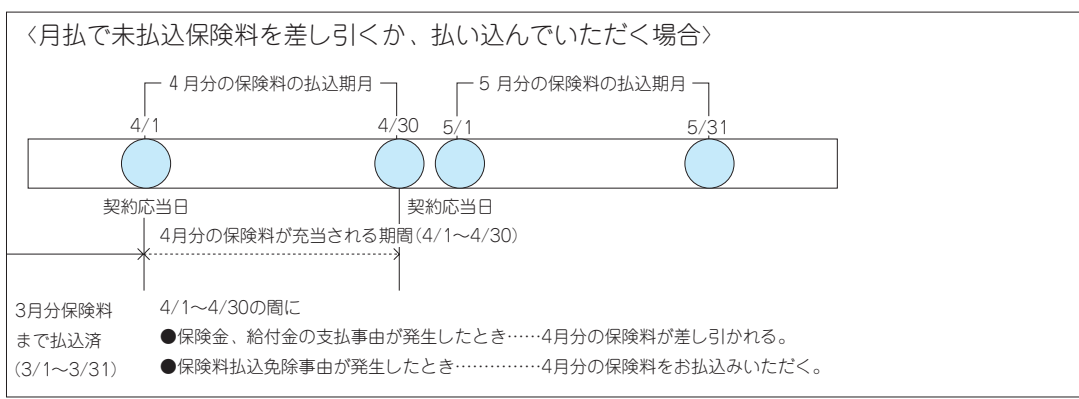 〈月払で未払込保険料を差し引くか、払い込んでいただく場合〉
4月分の保険料の払込期月
5月分の保険料の払込期月
4/1
4/30
5/1
5/31
契約応当日
契約応当日
4月分の保険料が充当される期間(4/1〜4/30)
3月分保険料
まで払込済
(3/1〜3/31)
4/1〜4/30の間に
●保険金、給付金の支払事由が発生したとき……4月分の保険料が差し引かれる。
●保険料払込免除事由が発生したとき……………4月分の保険料をお払込みいただく。